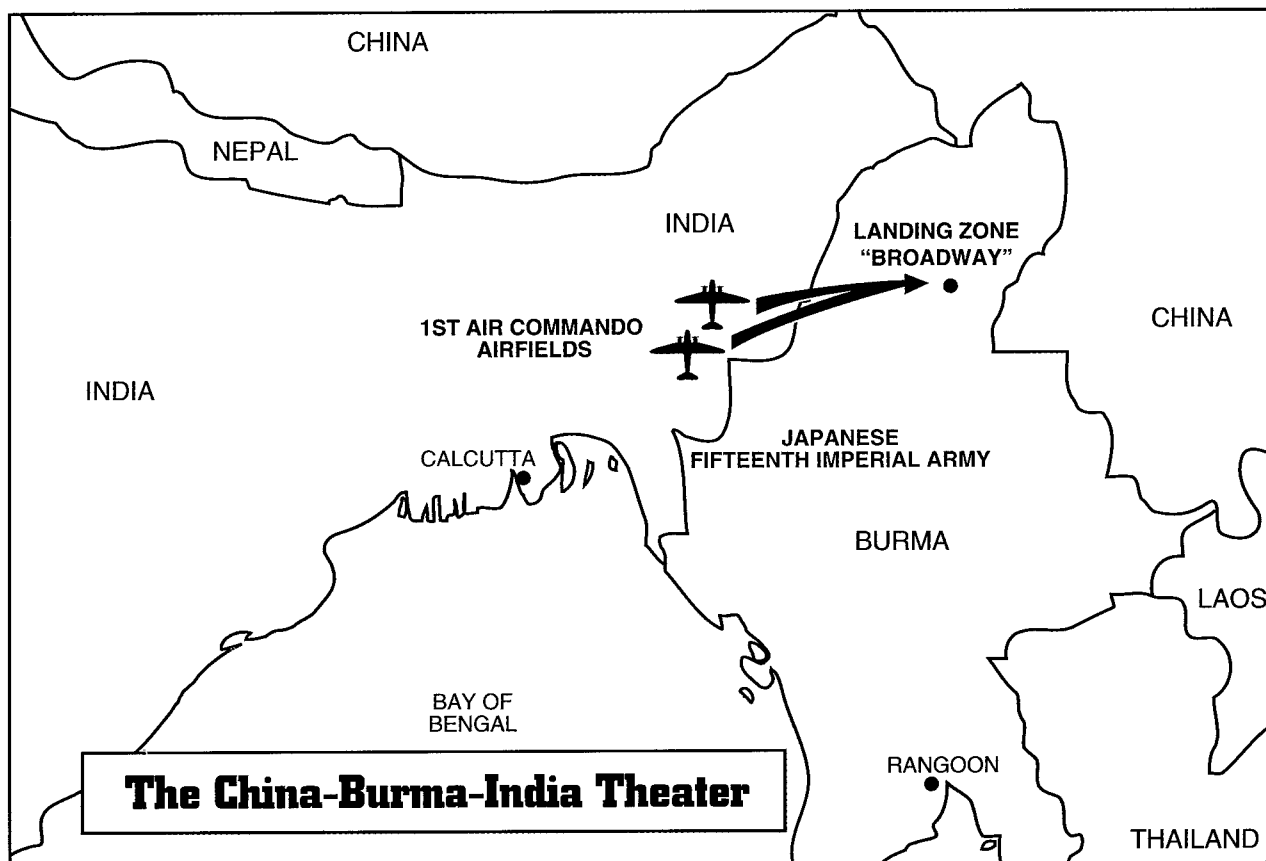 CHINA
NEPAL
INDIA
LANDING ZONE
“BROADWAY”
1ST AIR COMMANDO
AIRFIELDS
CHINA
INDIA
JAPANESE
FIFTEENTH IMPERIAL ARMY
CALCUTTA
BURMA
LAOS
BAY OF
BENGAL
RANGOON
The China-Burma-India Theater
THAILAND